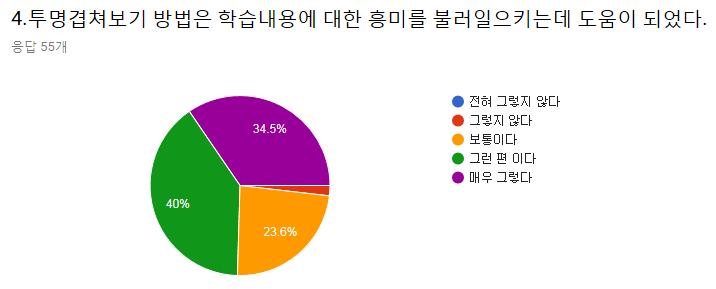 4.투명겹쳐보기 방법은 학습내용에 대한 흥미를 불러일으키는데 도움이 되었다.
응답 55개
34.5%
40%
23.6%
전혀 그렇지 않다
그렇지 않다
보통이다
그런 편 이다
매우 그렇다